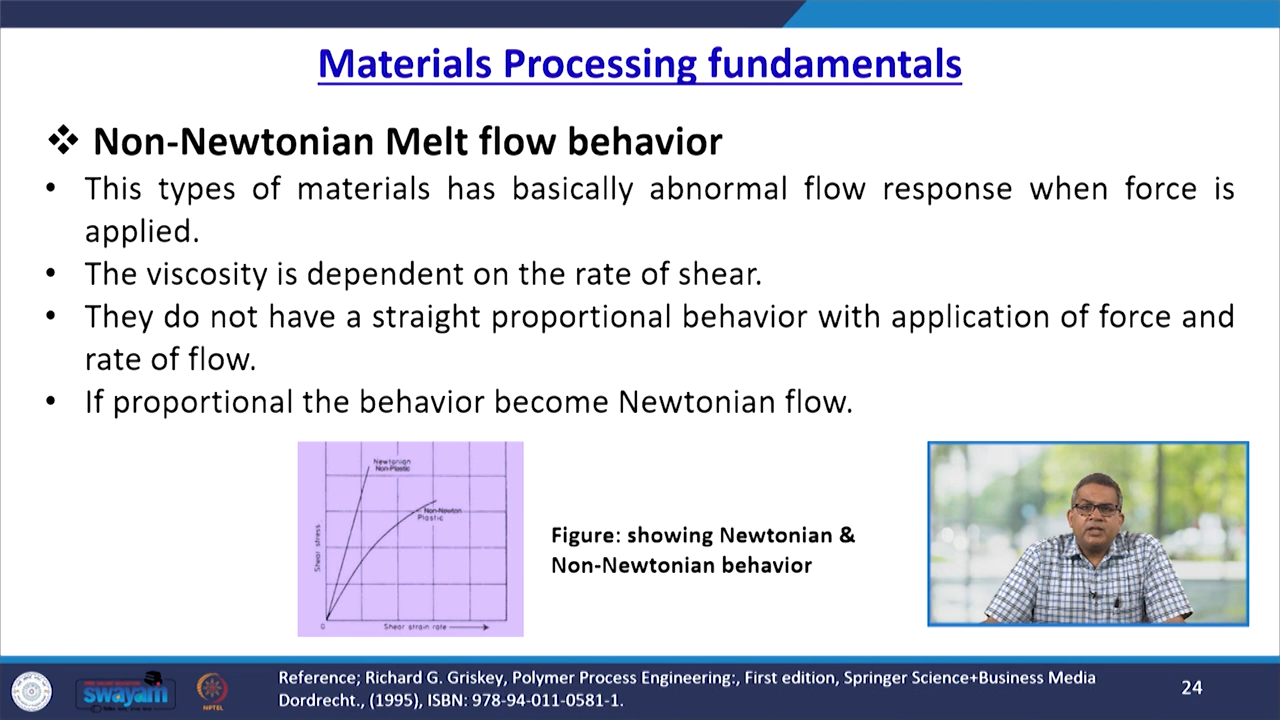 Materials Processing fundamentals
❖ Non-Newtonian Melt flow behavior
• This types of materials has basically abnormal flow response when force is
applied.
• The viscosity is dependent on the rate of shear.
• They do not have a straight proportional behavior with application of force and
rate of flow.
• If proportional the behavior become Newtonian flow.
Newtonian
Non-Plastic
Non-Newton
Plastic
Shear stress
0
Shear strain rate
Figure: showing Newtonian &
Non-Newtonian behavior
swayam
NPTEL
Reference; Richard G. Griskey, Polymer Process Engineering:, First edition, Springer Science+Business Media
Dordrecht., (1995), ISBN: 978-94-011-0581-1.
24